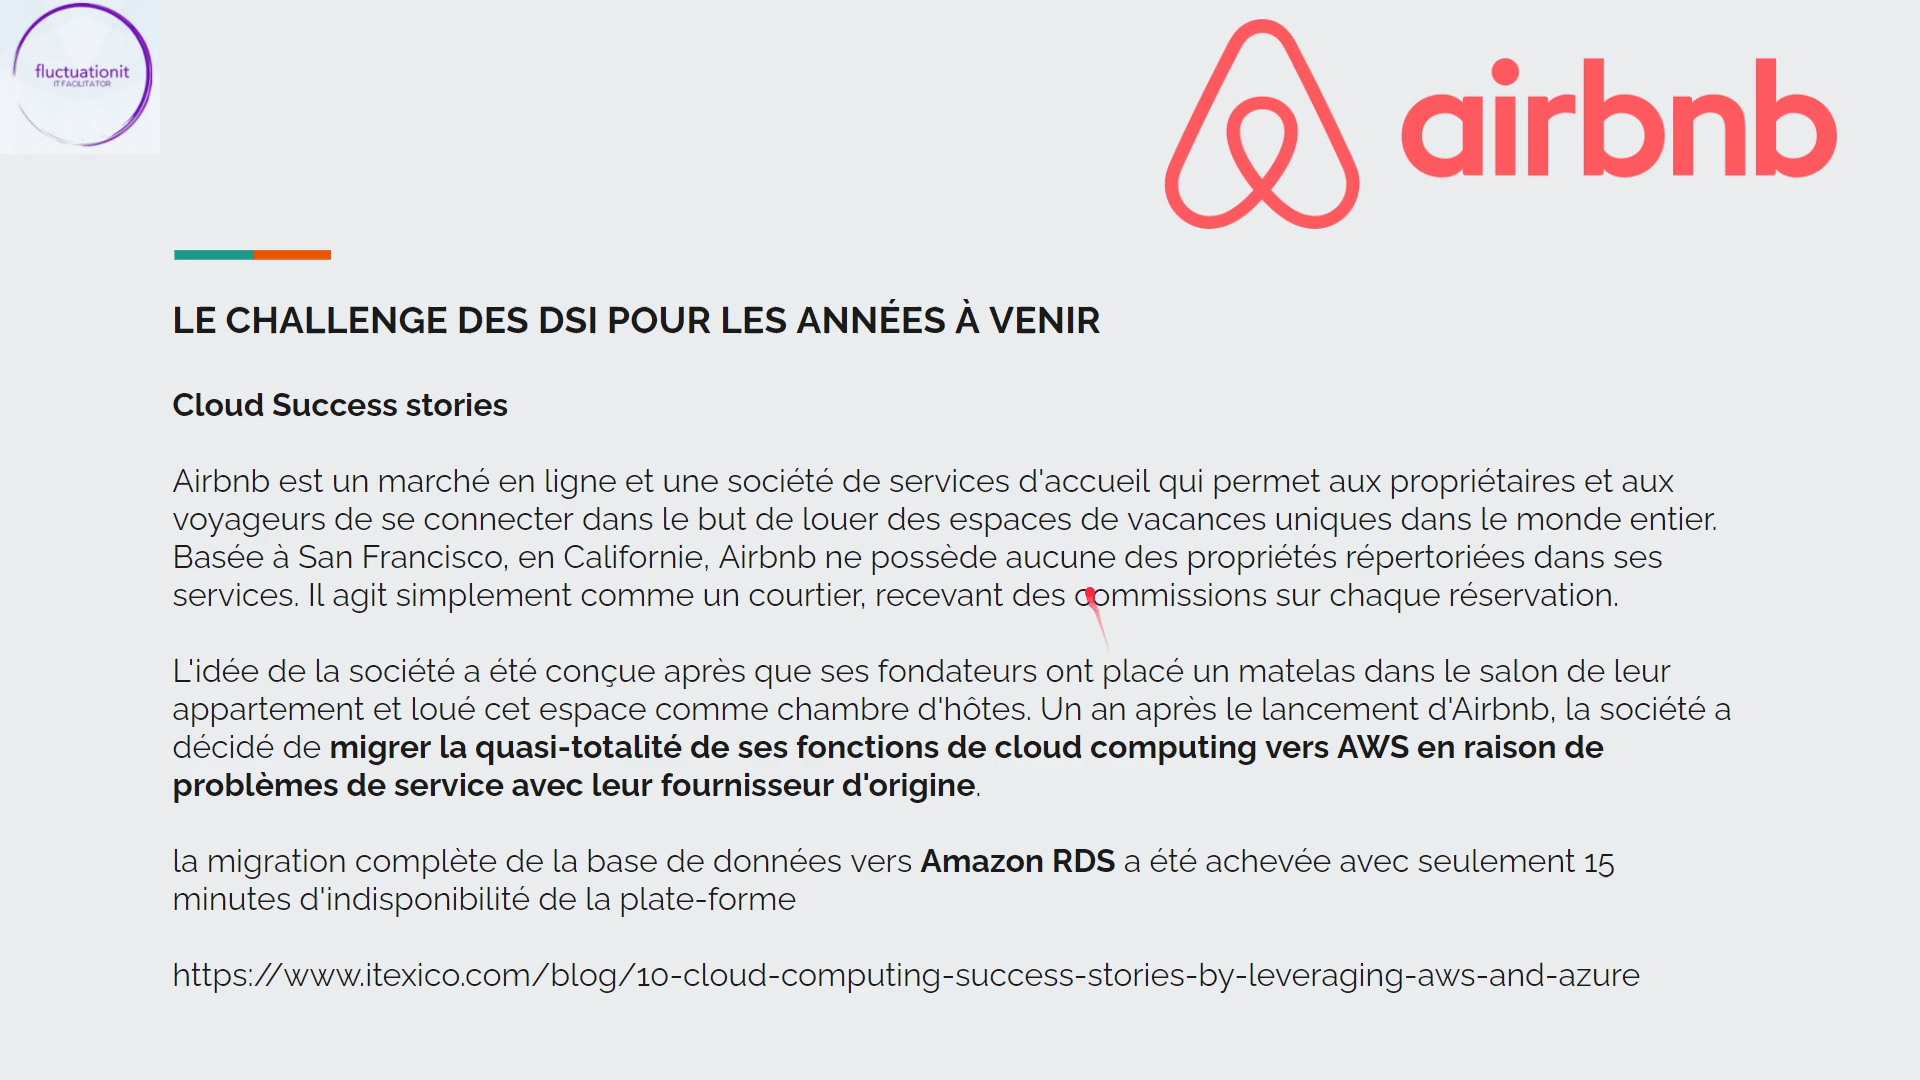 fluctuationit
IT FACILITATOR
airbnb
LE CHALLENGE DES DSI POUR LES ANNÉES À VENIR
Cloud Success stories
Airbnb est un marché en ligne et une société de services d'accueil qui permet aux propriétaires et aux
voyageurs de se connecter dans le but de louer des espaces de vacances uniques dans le monde entier.
Basée à San Francisco, en Californie, Airbnb ne possède aucune des propriétés répertoriées dans ses
services. Il agit simplement comme un courtier, recevant des commissions sur chaque réservation.
L'idée de la société a été conçue après que ses fondateurs ont placé un matelas dans le salon de leur
appartement et loué cet espace comme chambre d'hôtes. Un an après le lancement d'Airbnb, la société a
décidé de migrer la quasi-totalité de ses fonctions de cloud computing vers AWS en raison de
problèmes de service avec leur fournisseur d'origine.
la migration complète de la base de données vers Amazon RDS a été achevée avec seulement 15
minutes d'indisponibilité de la plate-forme
https://www.itexico.com/blog/10-cloud-computing-success-stories-by-leveraging-aws-and-azure